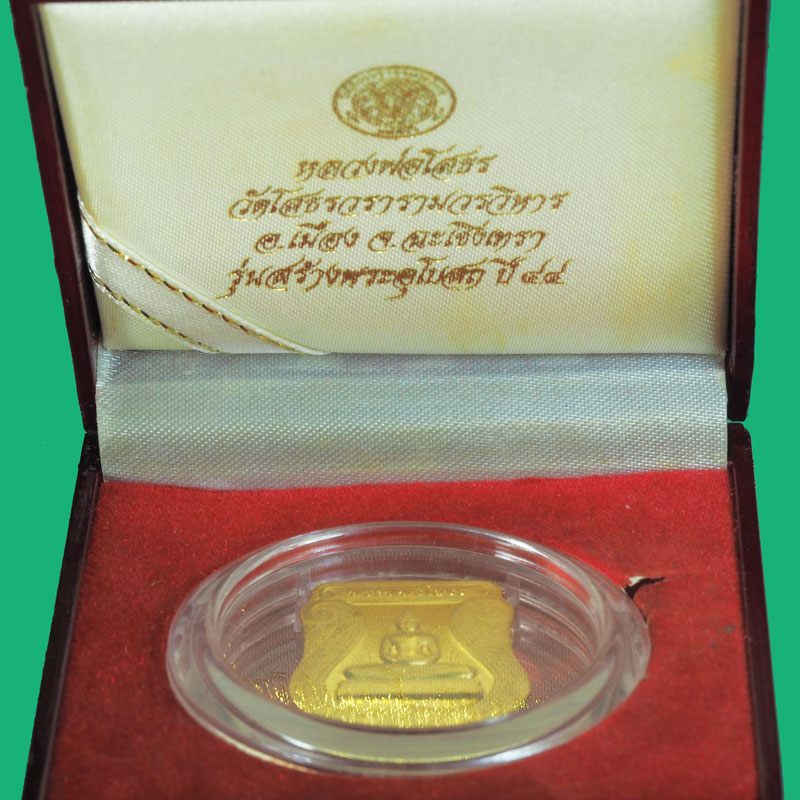 หลวงพ่อโสธร
วัดโสธรวรารามวรวิหาร
อ.เมือง จ.ฉะเชิงเทรา
รุ่นสร้างพระอุโบสถ ปี ๔๔